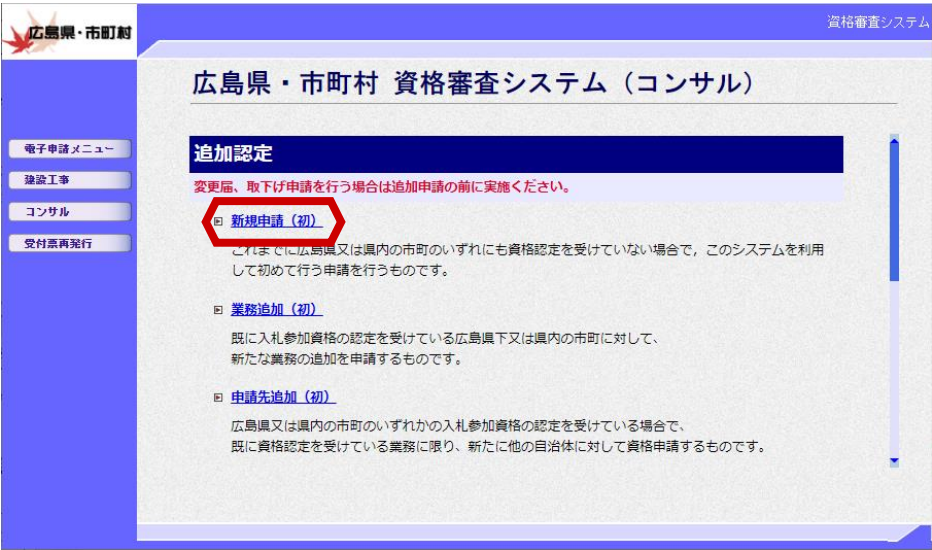 広島県・市町村
資格審査システム
広島県・市町村 資格審査システム（コンサル）
電子申請メニュー
建設工事
コンサル
受付票再発行
追加認定
変更届、取下げ申請を行う場合は追加申請の前に実施ください。
新規申請（初）
これまでに広島県又は県内の市町のいずれにも資格認定を受けていない場合で，このシステムを利用
して初めて行う申請を行うものです。
業務追加（初）
既に入札参加資格の認定を受けている広島県下又は県内の市町に対して、
新たな業務の追加を申請するものです。
申請先追加（初）
広島県又は県内の市町のいずれかの入札参加資格の認定を受けている場合で、
既に資格認定を受けている業務に限り、新たに他の自治体に対して資格申請するものです。